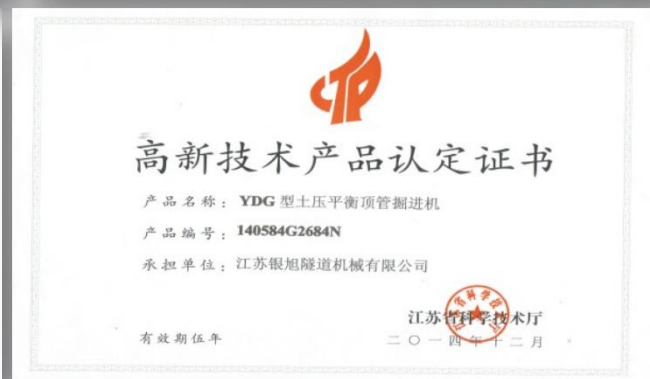 高新技术产品认定证书
产品名称：YDG 型土压平衡顶管掘进机
产品编号：140584G2684N
承担单位：江苏银旭隧道机械有限公司
江苏省科学技术厅
有效期伍年
二〇一四年十二月